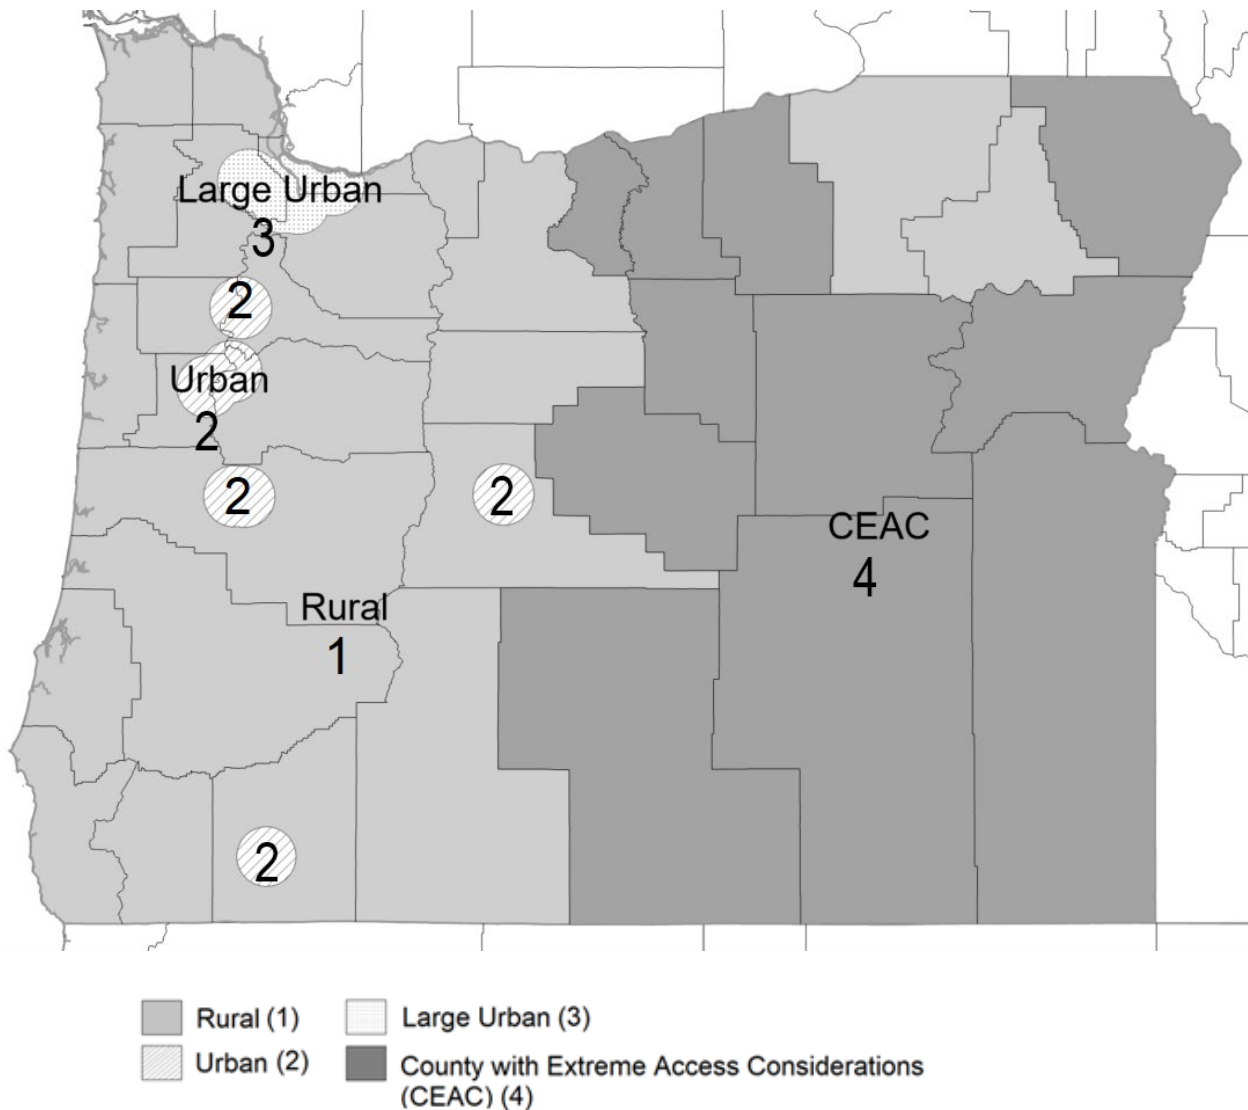 Large Urban
3
2
Urban
2
2
2
CEAC
4
Rural
1
2
Rural (1)
Large Urban (3)
Urban (2)
County with Extreme Access Considerations
(CEAC) (4)